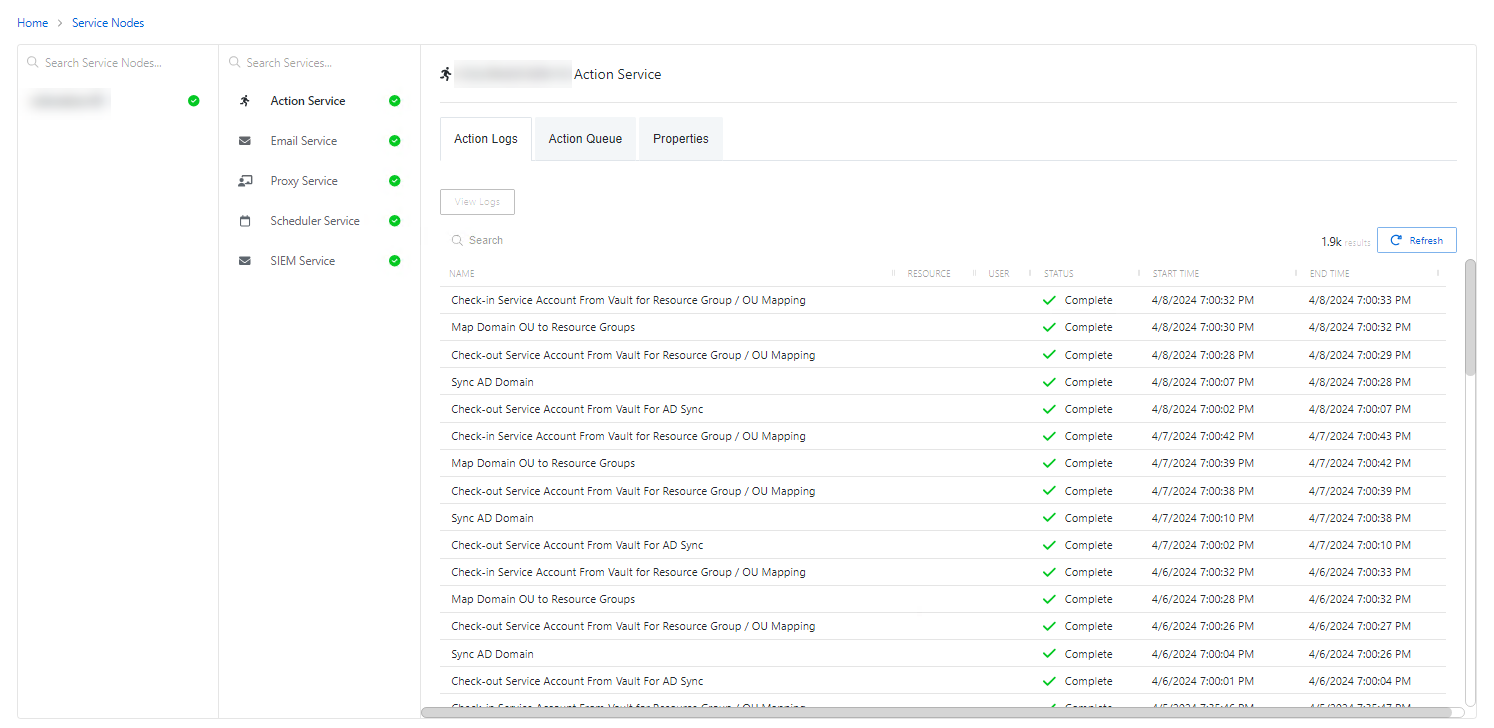 Home > Service Nodes
Search Service Nodes...
Search Services...
Action Service
Email Service
Proxy Service
Scheduler Service
SIEM Service
Action Service
Action Logs Action Queue Properties
View Logs
Search 1.9k results Refresh
NAME RESOURCE USER STATUS START TIME END TIME
Check-in Service Account From Vault for Resource Group / OU Mapping Complete 4/8/2024 7:00:32 PM 4/8/2024 7:00:33 PM
Map Domain OU to Resource Groups Complete 4/8/2024 7:00:30 PM 4/8/2024 7:00:32 PM
Check-out Service Account From Vault For Resource Group / OU Mapping Complete 4/8/2024 7:00:28 PM 4/8/2024 7:00:29 PM
Sync AD Domain Complete 4/8/2024 7:00:07 PM 4/8/2024 7:00:28 PM
Check-out Service Account From Vault For AD Sync Complete 4/8/2024 7:00:02 PM 4/8/2024 7:00:07 PM
Check-in Service Account From Vault for Resource Group / OU Mapping Complete 4/7/2024 7:00:42 PM 4/7/2024 7:00:43 PM
Map Domain OU to Resource Groups Complete 4/7/2024 7:00:39 PM 4/7/2024 7:00:42 PM
Check-out Service Account From Vault For Resource Group / OU Mapping Complete 4/7/2024 7:00:38 PM 4/7/2024 7:00:39 PM
Sync AD Domain Complete 4/7/2024 7:00:10 PM 4/7/2024 7:00:38 PM
Check-out Service Account From Vault For AD Sync Complete 4/7/2024 7:00:02 PM 4/7/2024 7:00:10 PM
Check-in Service Account From Vault for Resource Group / OU Mapping Complete 4/6/2024 7:00:32 PM 4/6/2024 7:00:33 PM
Map Domain OU to Resource Groups Complete 4/6/2024 7:00:28 PM 4/6/2024 7:00:32 PM
Check-out Service Account From Vault For Resource Group / OU Mapping Complete 4/6/2024 7:00:26 PM 4/6/2024 7:00:27 PM
Sync AD Domain Complete 4/6/2024 7:00:04 PM 4/6/2024 7:00:26 PM
Check-out Service Account From Vault For AD Sync Complete 4/6/2024 7:00:01 PM 4/6/2024 7:00:04 PM